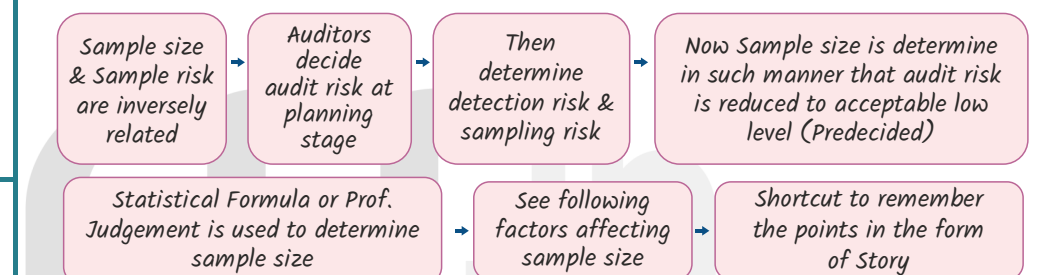 Sample size
& Sample risk
are inversely
related
Auditors
decide
audit risk at
planning
stage
Then
determine
detection risk &
sampling risk
Now Sample size is determine
in such manner that audit risk
is reduced to acceptable low
level (Predecided)
Statistical Formula or Prof.
Judgement is used to determine
sample size
See following
factors affecting
sample size
Shortcut to remember
the points in the form
of Story